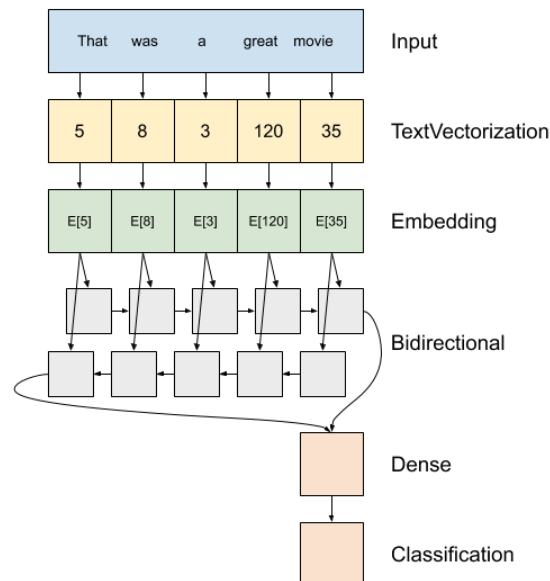 That was a great movie Input
5 8 3 120 35 TextVectorization
E[5] E[8] E[3] E[120] E[35] Embedding
Bidirectional
Dense
Classification